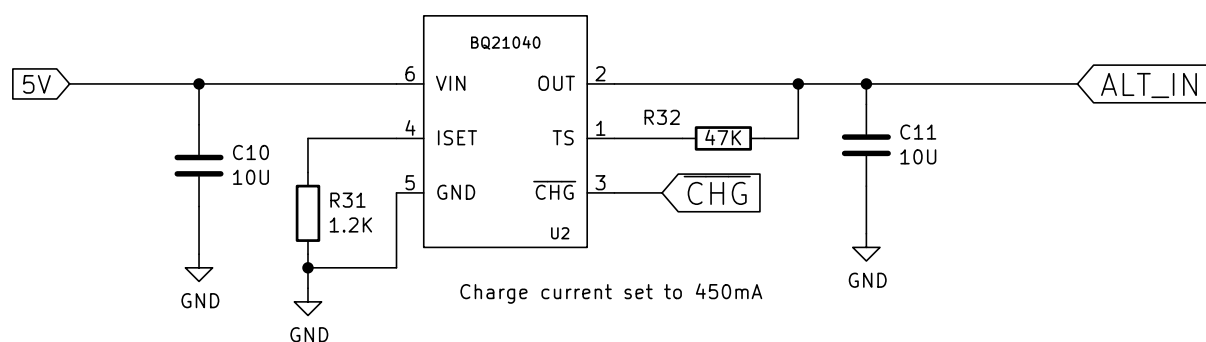 BQ21040
5V
6
VIN
OUT
2
ALT_IN
4
ISET
TS
1
R32
47K
C10
10U
C11
10U
5
GND
CHG
3
CHG
R31
1.2K
U2
GND
GND
GND
Charge current set to 450mA